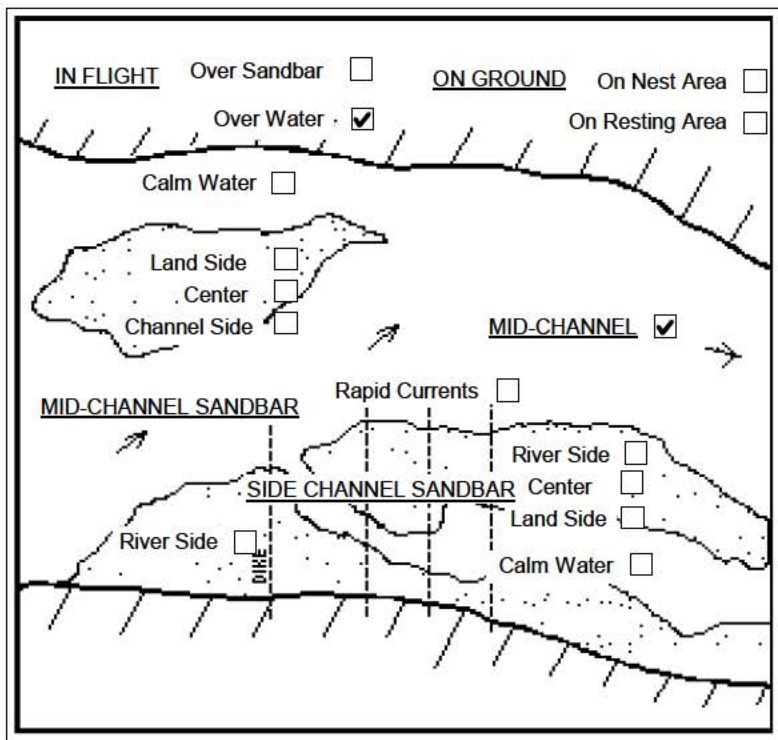 IN FLIGHT Over Sandbar ON GROUND On Nest Area
Over Water ✔ On Resting Area
Calm Water
Land Side
Center
Channel Side
MID-CHANNEL ✔
Rapid Currents
MID-CHANNEL SANDBAR
River Side
SIDE CHANNEL SANDBAR Center
Land Side
River Side
DIKE
Calm Water